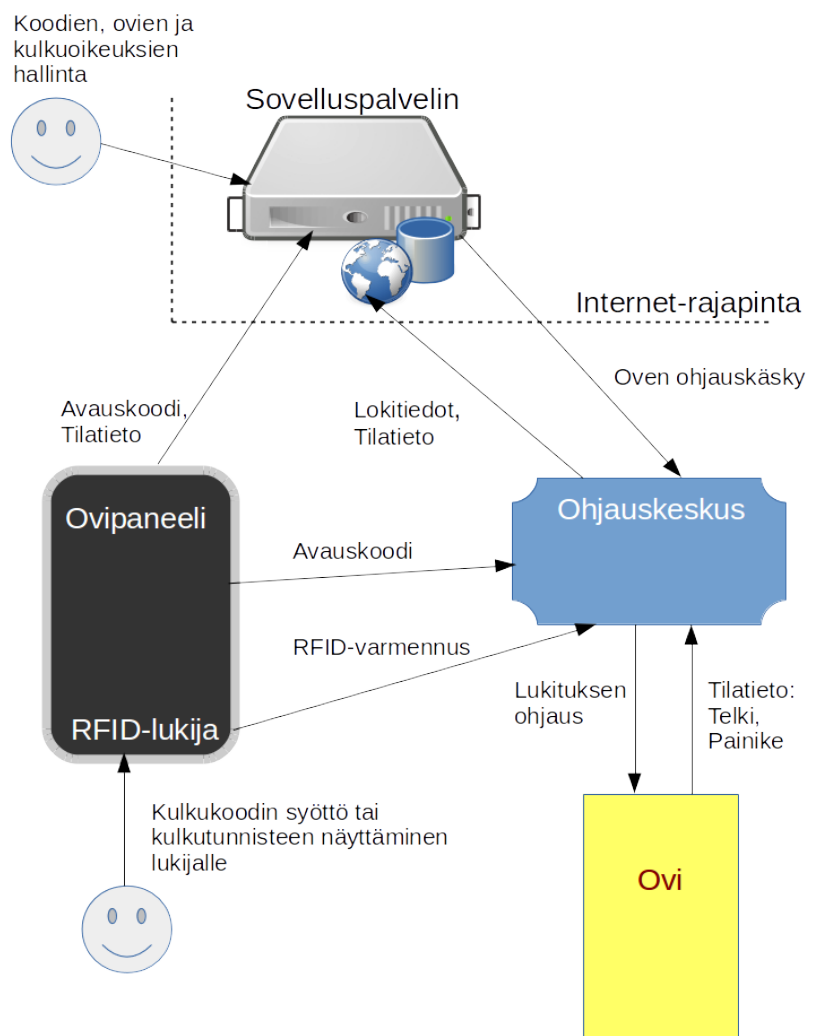 Koodien, ovien ja
kulkuoikeuksien
hallinta
Sovelluspalvelin
Internet-rajapinta
Oven ohjauskäsky
Avauskoodi,
Tilatieto
Lokitiedot,
Tilatieto
Ovipaneeli
Ohjauskeskus
Avauskoodi
RFID-varmennus
RFID-lukija
Lukituksen
ohjaus
Tilatieto:
Telki,
Painike
Kulkukoodin syöttö tai
kulkutunnisteen näyttäminen
lukijalle
Ovi